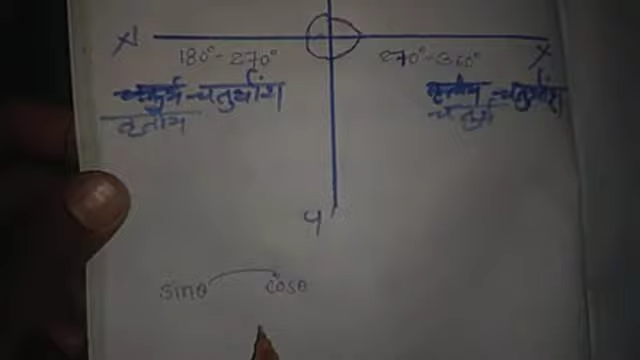 X' X
180°-270° 270°-360°
चतुर्थ चतुर्थांश तृतीय चतुर्थांश
तृतीय चतुर्थ
y
sinθ cosθ